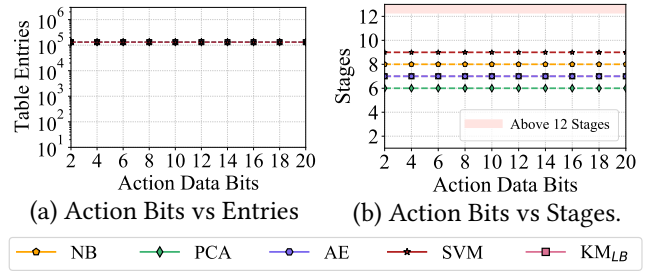 Table Entries
10^6
10^5
10^4
10^3
10^2
10^1
2 4 6 8 10 12 14 16 18 20
Action Data Bits
(a) Action Bits vs Entries
Stages
12
10
8
6
4
2
Above 12 Stages
2 4 6 8 10 12 14 16 18 20
Action Data Bits
(b) Action Bits vs Stages.
NB PCA AE SVM KM_LB